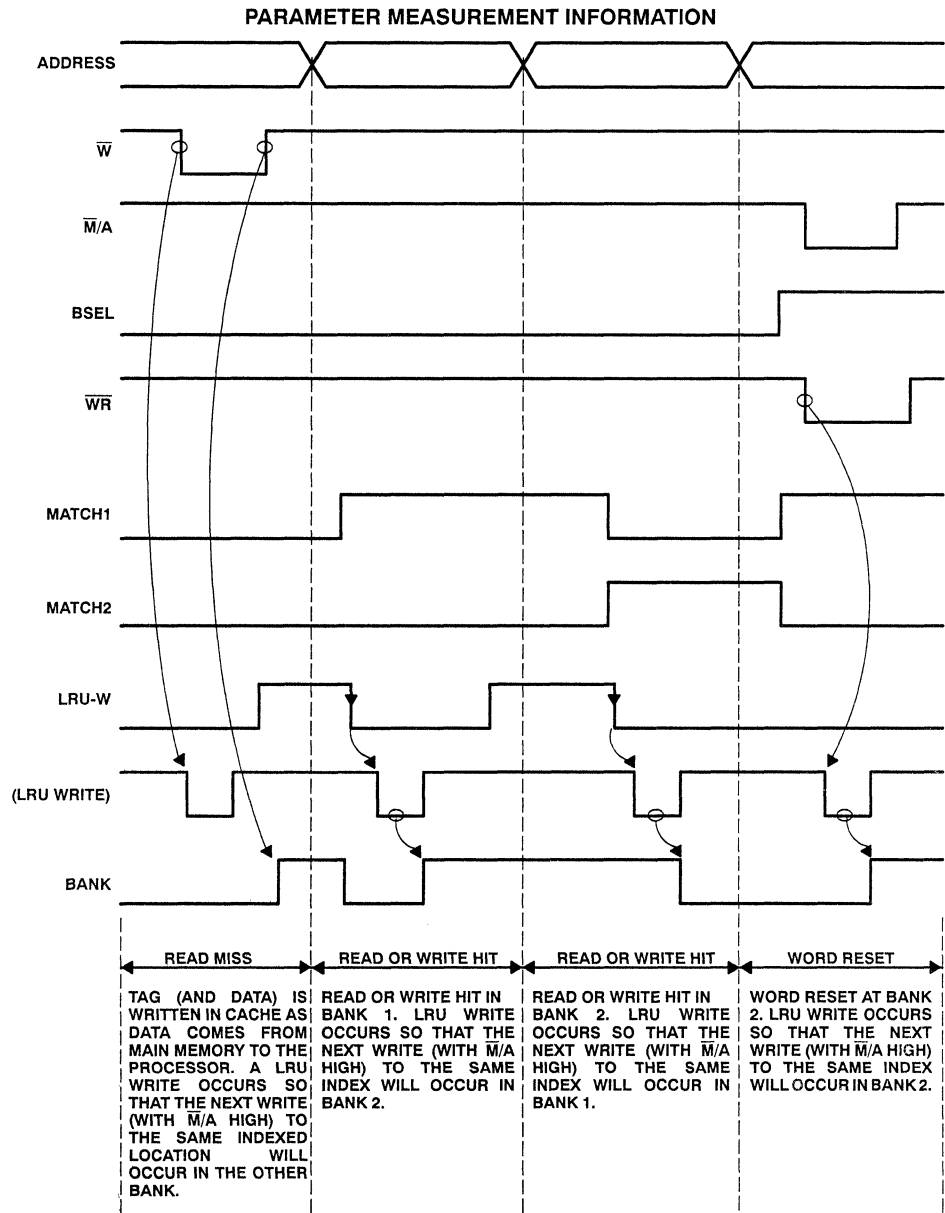 PARAMETER MEASUREMENT INFORMATION
ADDRESS
W̅
M̅/A
BSEL
W̅R̅
MATCH1
MATCH2
LRU-W
(LRU WRITE)
BANK
READ MISS
TAG (AND DATA) IS
WRITTEN IN CACHE AS
DATA COMES FROM
MAIN MEMORY TO THE
PROCESSOR. A LRU
WRITE OCCURS SO
THAT THE NEXT WRITE
(WITH M̅/A HIGH) TO
THE SAME INDEXED
LOCATION WILL
OCCUR IN THE OTHER
BANK.
READ OR WRITE HIT
READ OR WRITE HIT IN
BANK 1. LRU WRITE
OCCURS SO THAT THE
NEXT WRITE (WITH M̅/A
HIGH) TO THE SAME
INDEX WILL OCCUR IN
BANK 2.
READ OR WRITE HIT
READ OR WRITE HIT IN
BANK 2. LRU WRITE
OCCURS SO THAT THE
NEXT WRITE (WITH M̅/A
HIGH) TO THE SAME
INDEX WILL OCCUR IN
BANK 1.
WORD RESET
WORD RESET AT BANK
2. LRU WRITE OCCURS
SO THAT THE NEXT
WRITE (WITH M̅/A HIGH)
TO THE SAME INDEX
WILL OCCUR IN BANK 2.